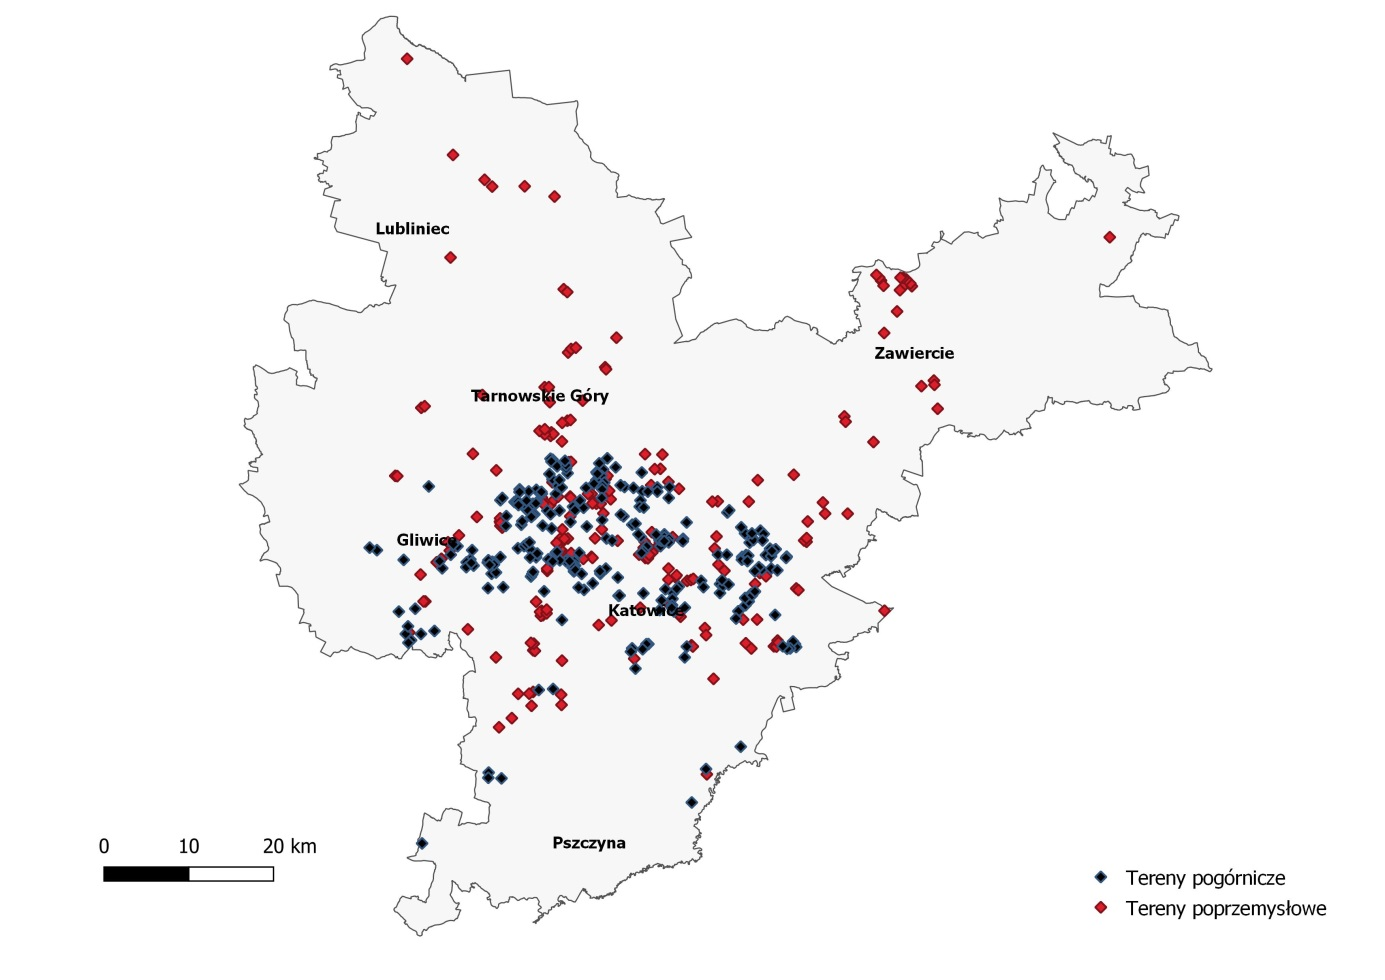 Lubliniec
Zawiercie
Tarnowskie Góry
Gliwice
Katowice
Pszczyna
0 10 20 km
Tereny pogórnicze
Tereny poprzemysłowe